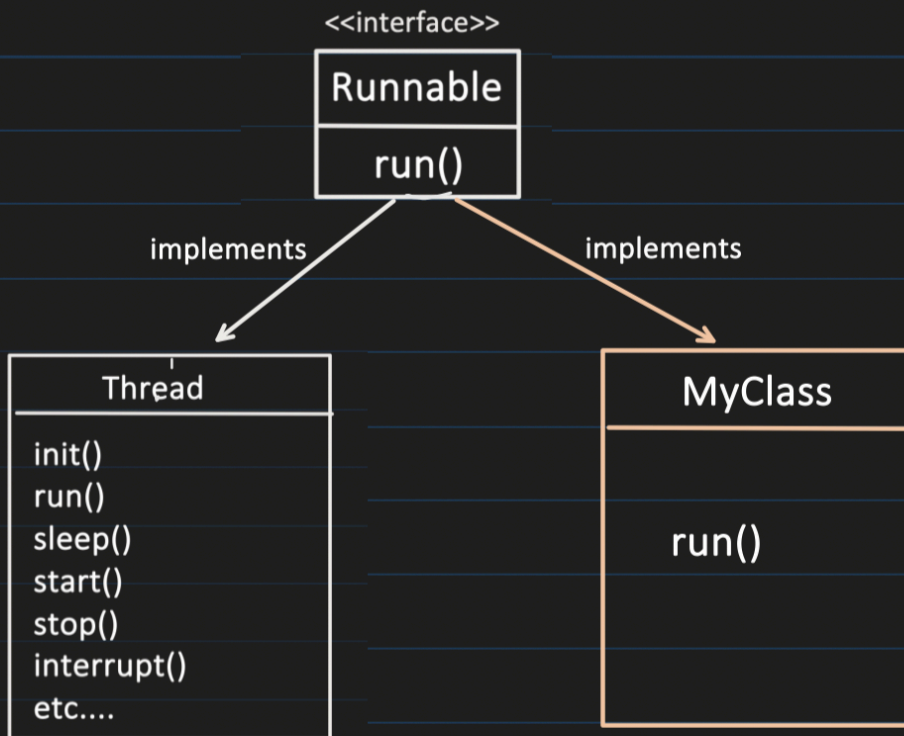 <<interface>>
Runnable
run()
implements
implements
Thread
init()
run()
sleep()
start()
stop()
interrupt()
etc....
MyClass
run()